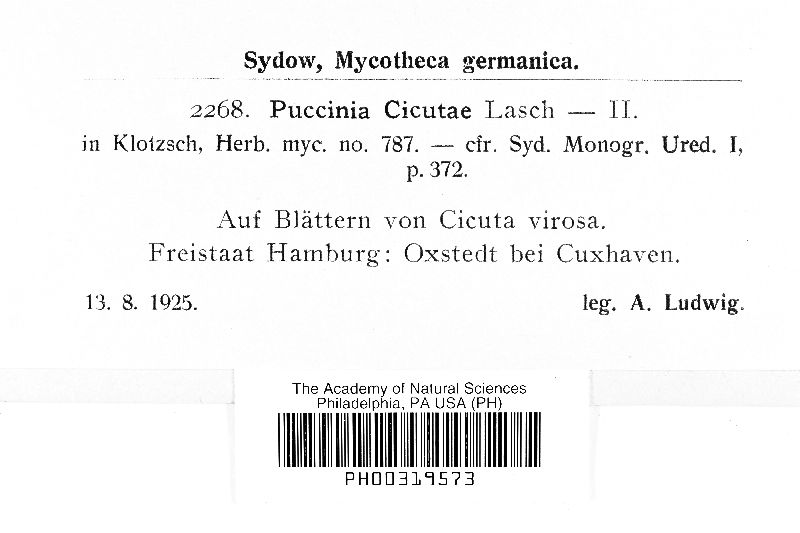 Sydow, Mycotheca germanica.
2268. Puccinia Cicutae Lasch — II.
in Klotzsch, Herb. myc. no. 787. — cfr. Syd. Monogr. Ured. I,
p. 372.
Auf Blättern von Cicuta virosa.
Freistaat Hamburg: Oxstedt bei Cuxhaven.
13. 8. 1925. leg. A. Ludwig.
The Academy of Natural Sciences
Philadelphia, PA USA (PH)
PH00319573